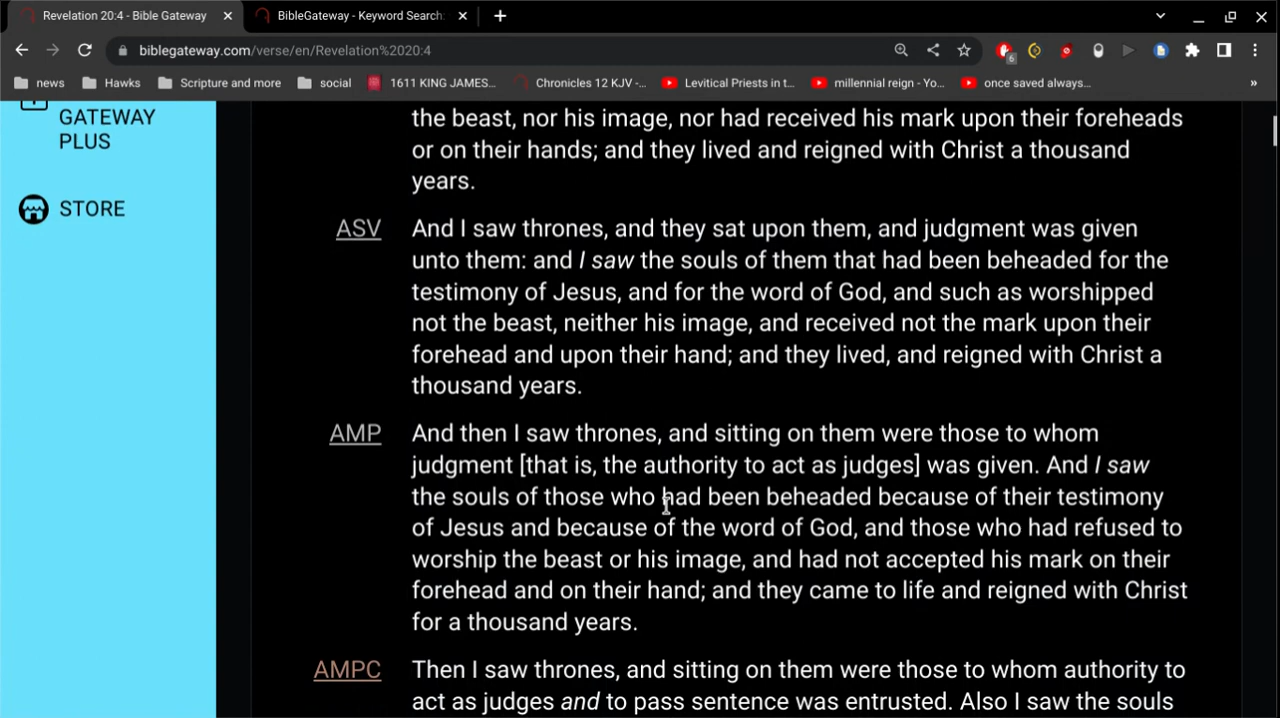 Revelation 20:4 - Bible Gateway
BibleGateway - Keyword Search:
biblegateway.com/verse/en/Revelation%2020:4
6
news
Hawks
Scripture and more
social
1611 KING JAMES...
Chronicles 12 KJV -...
Levitical Priests in t...
millennial reign - Yo...
once saved always...
»
GATEWAY
PLUS
STORE
the beast, nor his image, nor had received his mark upon their foreheads
or on their hands; and they lived and reigned with Christ a thousand
years.
ASV And I saw thrones, and they sat upon them, and judgment was given
unto them: and I saw the souls of them that had been beheaded for the
testimony of Jesus, and for the word of God, and such as worshipped
not the beast, neither his image, and received not the mark upon their
forehead and upon their hand; and they lived, and reigned with Christ a
thousand years.
AMP And then I saw thrones, and sitting on them were those to whom
judgment [that is, the authority to act as judges] was given. And I saw
the souls of those who had been beheaded because of their testimony
of Jesus and because of the word of God, and those who had refused to
worship the beast or his image, and had not accepted his mark on their
forehead and on their hand; and they came to life and reigned with Christ
for a thousand years.
AMPC Then I saw thrones, and sitting on them were those to whom authority to
act as judges and to pass sentence was entrusted. Also I saw the souls